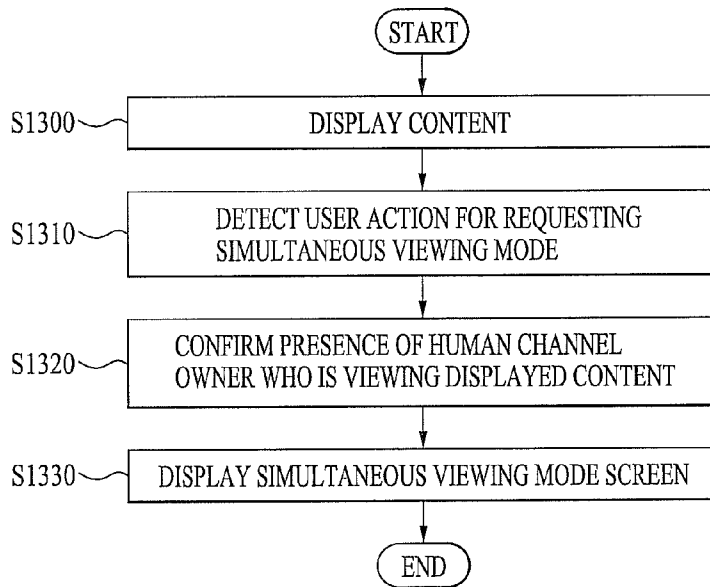 START
S1300
DISPLAY CONTENT
S1310
DETECT USER ACTION FOR REQUESTING
SIMULTANEOUS VIEWING MODE
S1320
CONFIRM PRESENCE OF HUMAN CHANNEL
OWNER WHO IS VIEWING DISPLAYED CONTENT
S1330
DISPLAY SIMULTANEOUS VIEWING MODE SCREEN
END